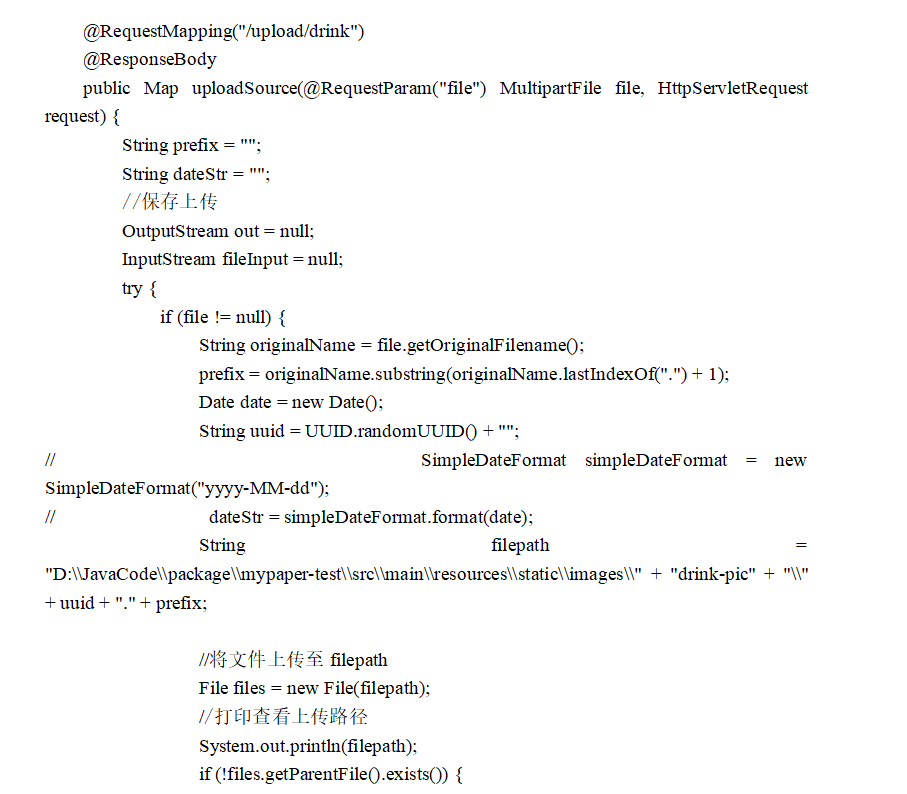 @RequestMapping("/upload/drink")
@ResponseBody
public Map uploadSource(@RequestParam("file") MultipartFile file, HttpServletRequest
request) {
String prefix = "";
String dateStr = "";
//保存上传
OutputStream out = null;
InputStream fileInput = null;
try {
if (file != null) {
String originalName = file.getOriginalFilename();
prefix = originalName.substring(originalName.lastIndexOf(".") + 1);
Date date = new Date();
String uuid = UUID.randomUUID() + "";
// SimpleDateFormat simpleDateFormat = new
SimpleDateFormat("yyyy-MM-dd");
// dateStr = simpleDateFormat.format(date);
String filepath =
"D:\\JavaCode\\package\\mypaper-test\\src\\main\\resources\\static\\images\\" + "drink-pic" + "\\"
+ uuid + "." + prefix;
//将文件上传至 filepath
File files = new File(filepath);
//打印查看上传路径
System.out.println(filepath);
if (!files.getParentFile().exists()) {